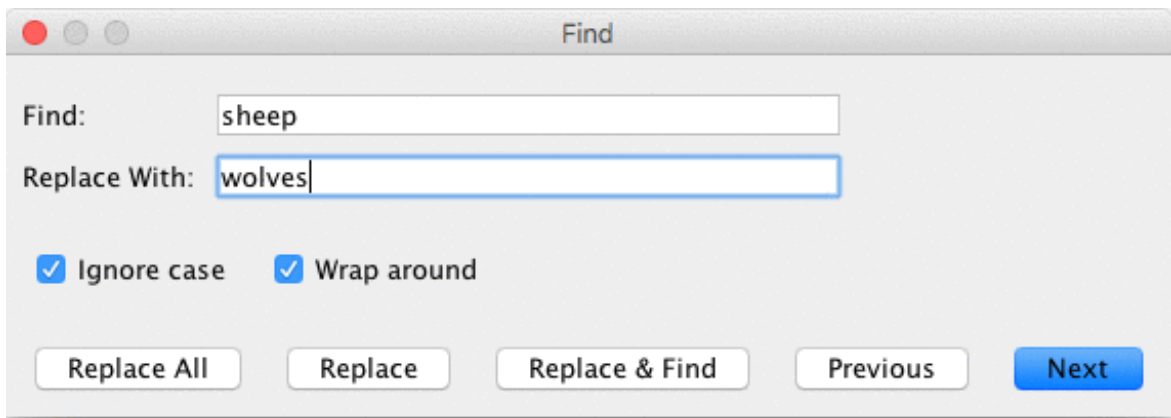 Find
Find: sheep
Replace With: wolves
Ignore case Wrap around
Replace All Replace Replace & Find Previous Next